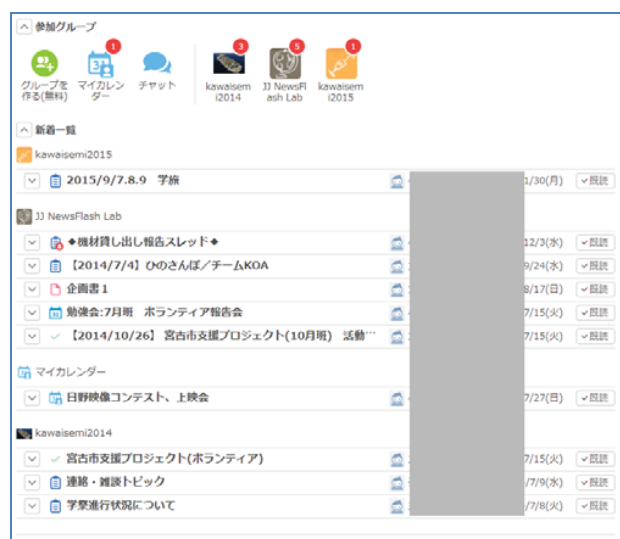 参加グループ
1
3
5
1
グループを
作る(無料)
マイカレン
ダー
チャット
kawaisem
i2014
JJ NewsFl
ash Lab
kawaisem
i2015
新着一覧
kawaisemi2015
2015/9/7.8.9 学旅 1/30(月) 既読
JJ NewsFlash Lab
◆機材貸し出し報告スレッド◆ 12/3(水) 既読
【2014/7/4】ひのさんぽ/チームKOA 9/24(水) 既読
企画書1 8/17(日) 既読
勉強会:7月班 ボランティア報告会 7/15(火) 既読
【2014/10/26】宮古市支援プロジェクト(10月班) 活動… 7/15(火) 既読
マイカレンダー
日野映像コンテスト、上映会 7/27(日) 既読
kawaisemi2014
宮古市支援プロジェクト(ボランティア) 7/15(火) 既読
連絡・雑談トピック /7/9(水) 既読
学祭進行状況について /7/8(火) 既読